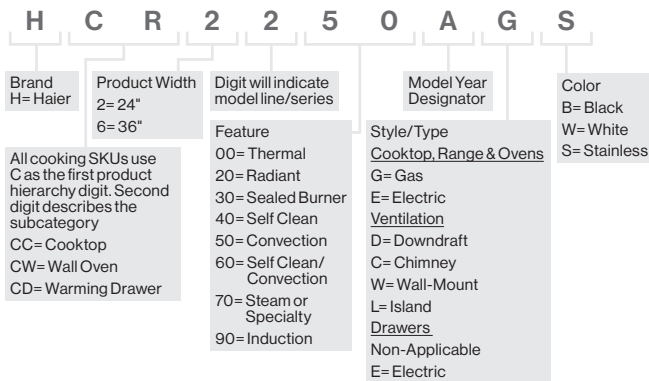 H C R 2 2 5 0 A G S
Brand
H= Haier
Product Width
2= 24"
6= 36"
Digit will indicate
model line/series
Model Year
Designator
Color
B= Black
W= White
S= Stainless
All cooking SKUs use
C as the first product
hierarchy digit. Second
digit describes the
subcategory
CC= Cooktop
CW= Wall Oven
CD= Warming Drawer
Feature
00= Thermal
20= Radiant
30= Sealed Burner
40= Self Clean
50= Convection
60= Self Clean/
Convection
70= Steam or
Specialty
90= Induction
Style/Type
Cooktop, Range & Ovens
G= Gas
E= Electric
Ventilation
D= Downdraft
C= Chimney
W= Wall-Mount
L= Island
Drawers
Non-Applicable
E= Electric